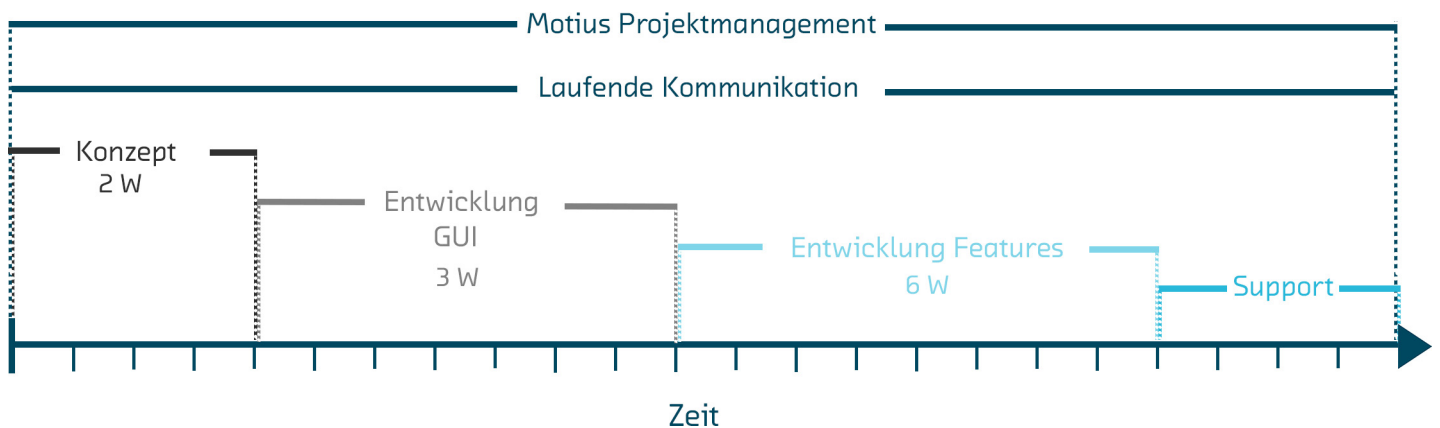 Motius Projektmanagement
Laufende Kommunikation
Konzept
2 W
Entwicklung
GUI
3 W
Entwicklung Features
6 W
Support
Zeit